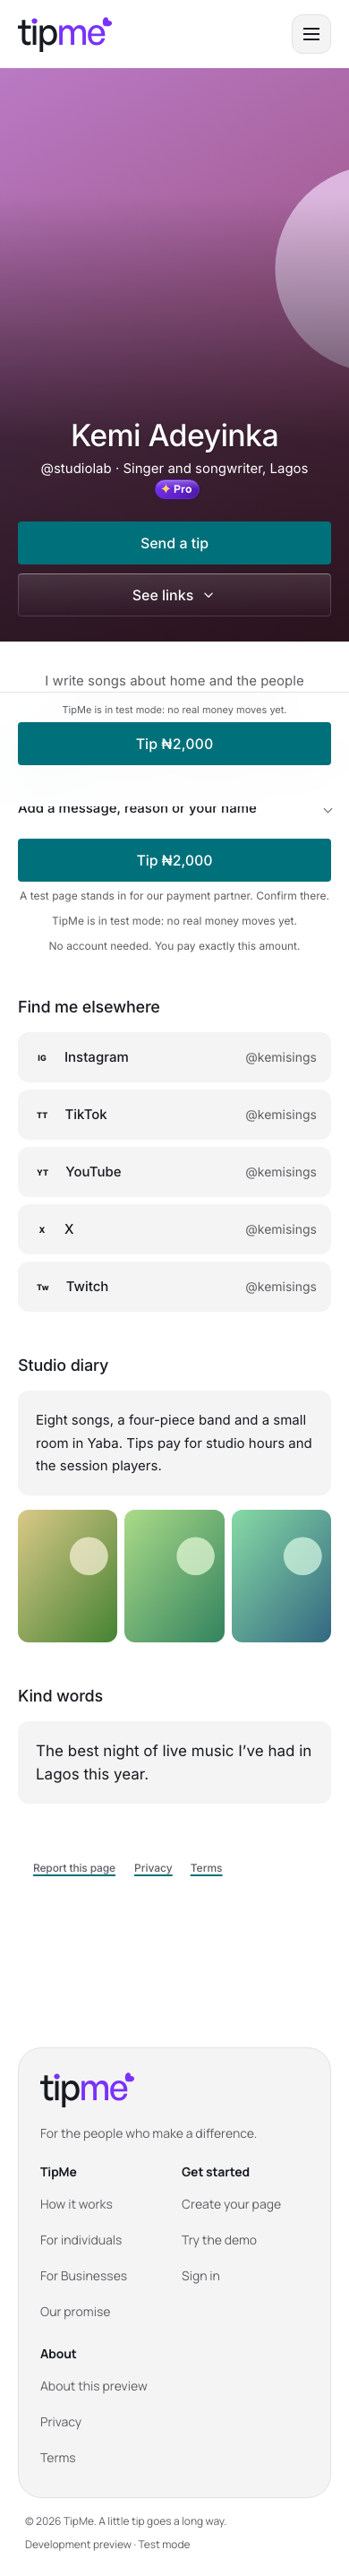 tipme
Kemi Adeyinka
@studiolab · Singer and songwriter, Lagos
✦ Pro
Send a tip
See links
I write songs about home and the people
TipMe is in test mode: no real money moves yet.
Tip ₦2,000
Add a message, reason or your name
Tip ₦2,000
A test page stands in for our payment partner. Confirm there.
TipMe is in test mode: no real money moves yet.
No account needed. You pay exactly this amount.
Find me elsewhere
IG Instagram @kemisings
TT TikTok @kemisings
YT YouTube @kemisings
X X @kemisings
Tw Twitch @kemisings
Studio diary
Eight songs, a four-piece band and a small
room in Yaba. Tips pay for studio hours and
the session players.
Kind words
The best night of live music I’ve had in
Lagos this year.
Report this page Privacy Terms
tipme
For the people who make a difference.
TipMe
How it works
For individuals
For Businesses
Our promise
Get started
Create your page
Try the demo
Sign in
About
About this preview
Privacy
Terms
© 2026 TipMe. A little tip goes a long way.
Development preview · Test mode